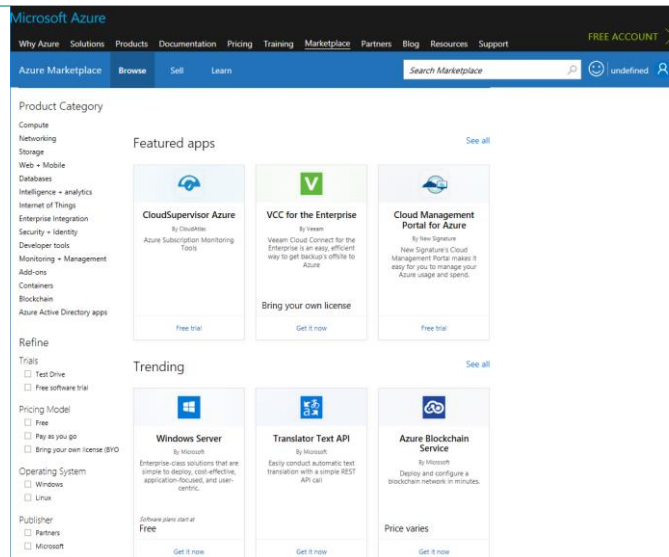 Microsoft Azure
Why Azure Solutions Products Documentation Pricing Training Marketplace Partners Blog Resources Support FREE ACCOUNT
Azure Marketplace Browse Sell Learn Search Marketplace undefined
Product Category
Compute
Networking
Storage
Web + Mobile
Databases
Intelligence + analytics
Internet of Things
Enterprise Integration
Security + Identity
Developer tools
Monitoring + Management
Add-ons
Containers
Blockchain
Azure Active Directory apps
Refine
Trials
Test Drive
Free software trial
Pricing Model
Free
Pay as you go
Bring your own license (BYO
Operating System
Windows
Linux
Publisher
Partners
Microsoft
Featured apps See all
CloudSupervisor Azure
By CloudAtlas
Azure Subscription Monitoring
Tools
Free trial
V
VCC for the Enterprise
By Veeam
Veeam Cloud Connect for the
Enterprise is an easy, efficient
way to get backup's offsite to
Azure
Bring your own license
Get it now
Cloud Management
Portal for Azure
By New Signature
New Signature's Cloud
Management Portal makes it
easy for you to manage your
Azure usage and spend.
Free trial
Trending See all
Windows Server
By Microsoft
Enterprise-class solutions that are
simple to deploy, cost-effective,
application-focused, and user-
centric.
Software plans start at
Free
Get it now
Translator Text API
By Microsoft
Easily conduct automatic text
translation with a simple REST
API call
Get it now
Azure Blockchain
Service
By Microsoft
Deploy and configure a
blockchain network in minutes.
Price varies
Get it now